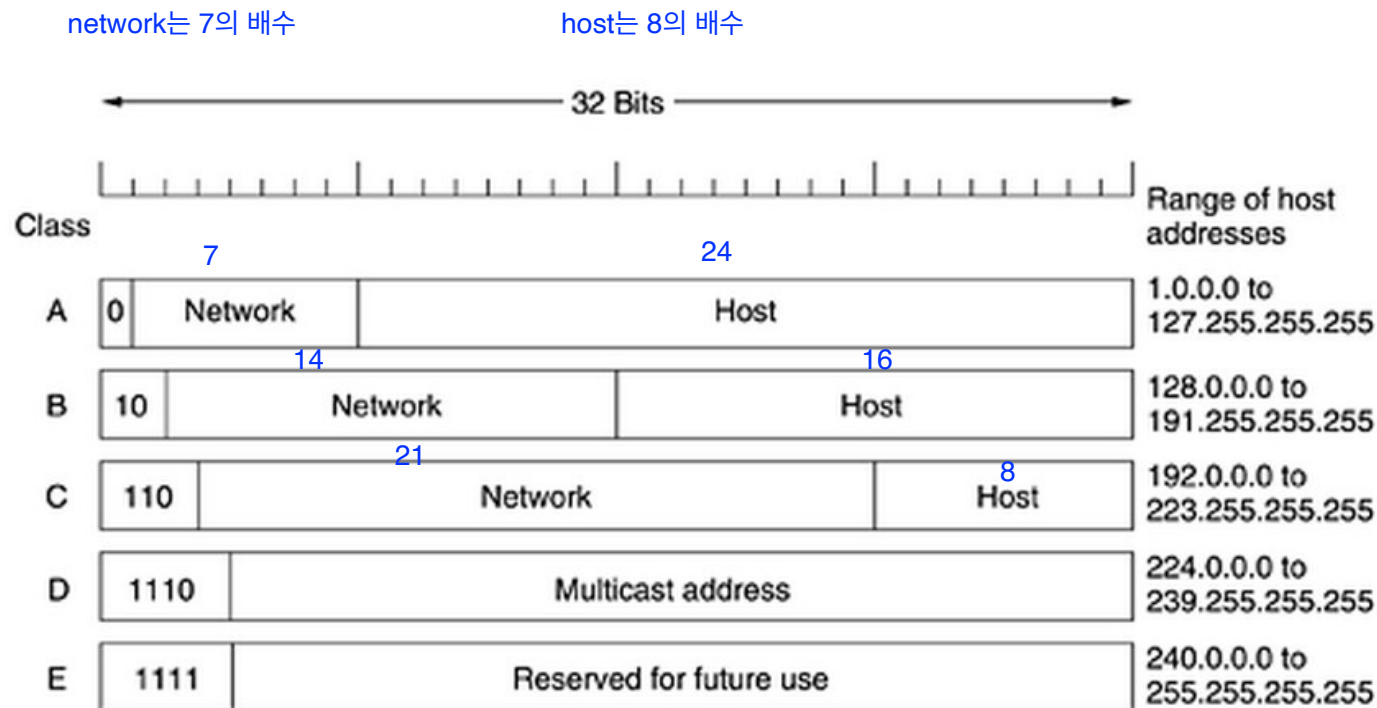 network는 7의 배수 host는 8의 배수
32 Bits
Range of host
addresses
Class
7 24
A 0 Network Host 1.0.0.0 to
127.255.255.255
14 16
B 10 Network Host 128.0.0.0 to
191.255.255.255
21 8
C 110 Network Host 192.0.0.0 to
223.255.255.255
D 1110 Multicast address 224.0.0.0 to
239.255.255.255
E 1111 Reserved for future use 240.0.0.0 to
255.255.255.255